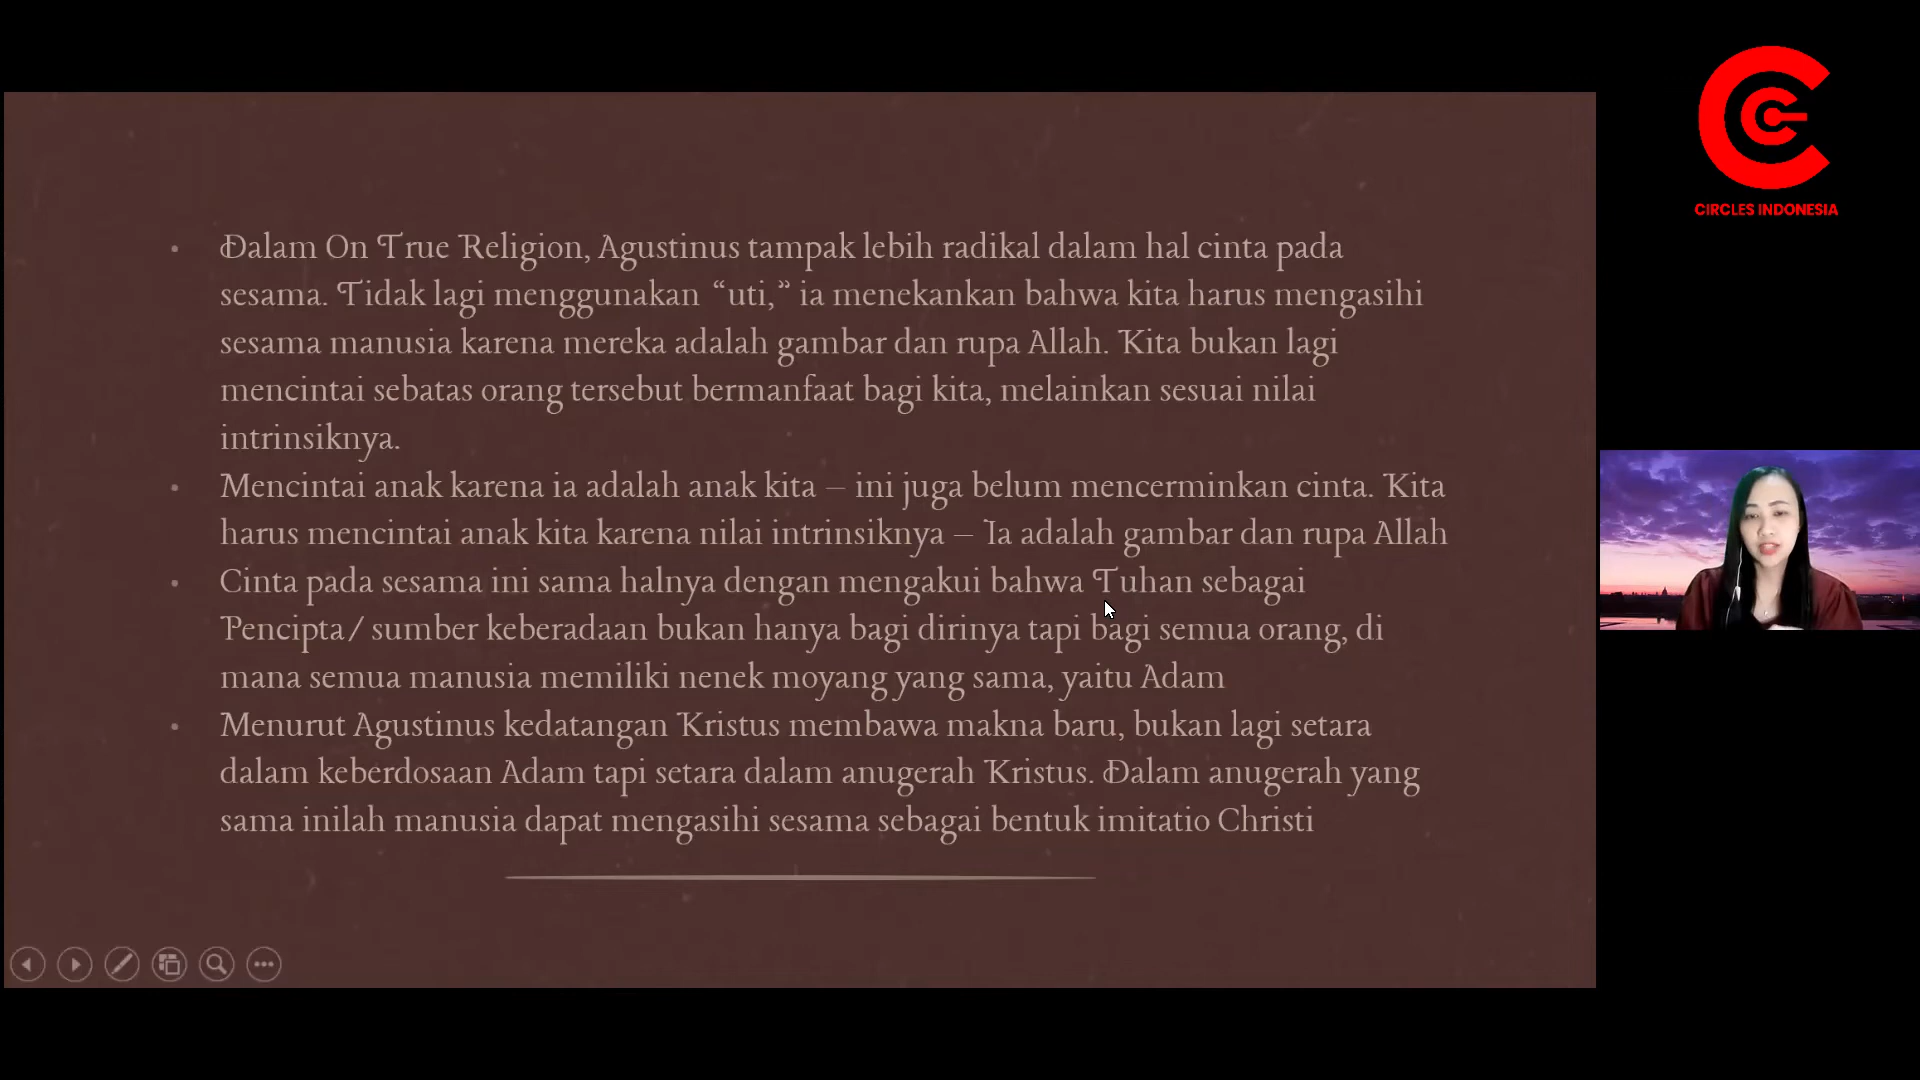 Dalam On True Religion, Agustinus tampak lebih radikal dalam hal cinta pada
sesama. Tidak lagi menggunakan “uti,” ia menekankan bahwa kita harus mengasihi
sesama manusia karena mereka adalah gambar dan rupa Allah. Kita bukan lagi
mencintai sebatas orang tersebut bermanfaat bagi kita, melainkan sesuai nilai
intrinsiknya.
Mencintai anak karena ia adalah anak kita – ini juga belum mencerminkan cinta. Kita
harus mencintai anak kita karena nilai intrinsiknya – Ia adalah gambar dan rupa Allah
Cinta pada sesama ini sama halnya dengan mengakui bahwa Tuhan sebagai
Pencipta/ sumber keberadaan bukan hanya bagi dirinya tapi bagi semua orang, di
mana semua manusia memiliki nenek moyang yang sama, yaitu Adam
Menurut Agustinus kedatangan Kristus membawa makna baru, bukan lagi setara
dalam keberdosaan Adam tapi setara dalam anugerah Kristus. Dalam anugerah yang
sama inilah manusia dapat mengasihi sesama sebagai bentuk imitatio Christi
CIRCLES INDONESIA